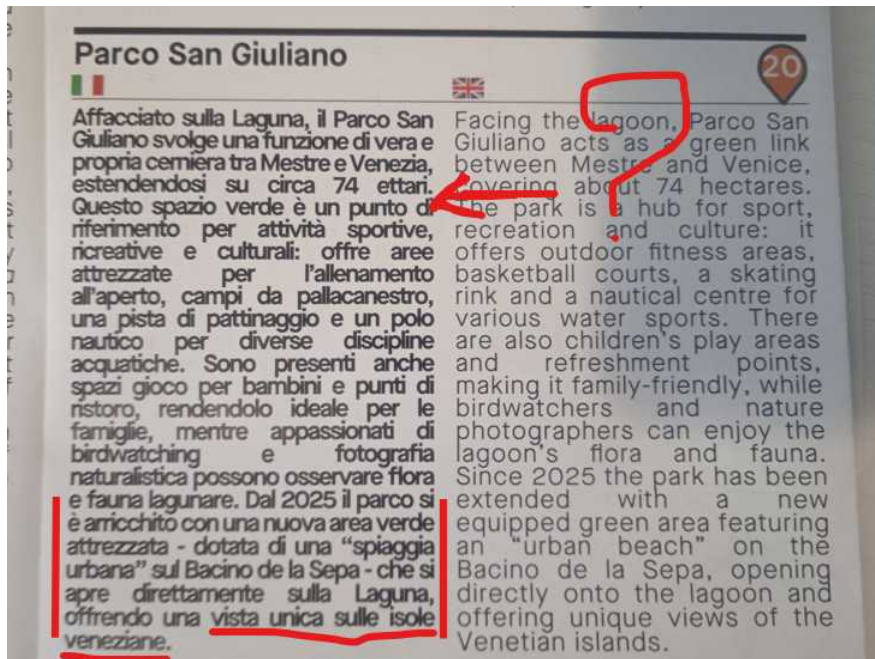 Parco San Giuliano
20
Affacciato sulla Laguna, il Parco San
Giuliano svolge una funzione di vera e
propria cerniera tra Mestre e Venezia,
estendendosi su circa 74 ettari.
Questo spazio verde è un punto di
riferimento per attività sportive,
ricreative e culturali: offre aree
attrezzate per l'allenamento
all'aperto, campi da pallacanestro,
una pista di pattinaggio e un polo
nautico per diverse discipline
acquatiche. Sono presenti anche
spazi gioco per bambini e punti di
ristoro, rendendolo ideale per le
famiglie, mentre appassionati di
birdwatching e fotografia
naturalistica possono osservare flora
e fauna lagunare. Dal 2025 il parco si
è arricchito con una nuova area verde
attrezzata - dotata di una “spiaggia
urbana” sul Bacino de la Sepa - che si
apre direttamente sulla Laguna,
offrendo una vista unica sulle isole
veneziane.
Facing the lagoon, Parco San
Giuliano acts as a green link
between Mestre and Venice,
covering about 74 hectares.
The park is a hub for sport,
recreation and culture: it
offers outdoor fitness areas,
basketball courts, a skating
rink and a nautical centre for
various water sports. There
are also children's play areas
and refreshment points,
making it family-friendly, while
birdwatchers and nature
photographers can enjoy the
lagoon's flora and fauna.
Since 2025 the park has been
extended with a new
equipped green area featuring
an “urban beach” on the
Bacino de la Sepa, opening
directly onto the lagoon and
offering unique views of the
Venetian islands.
?